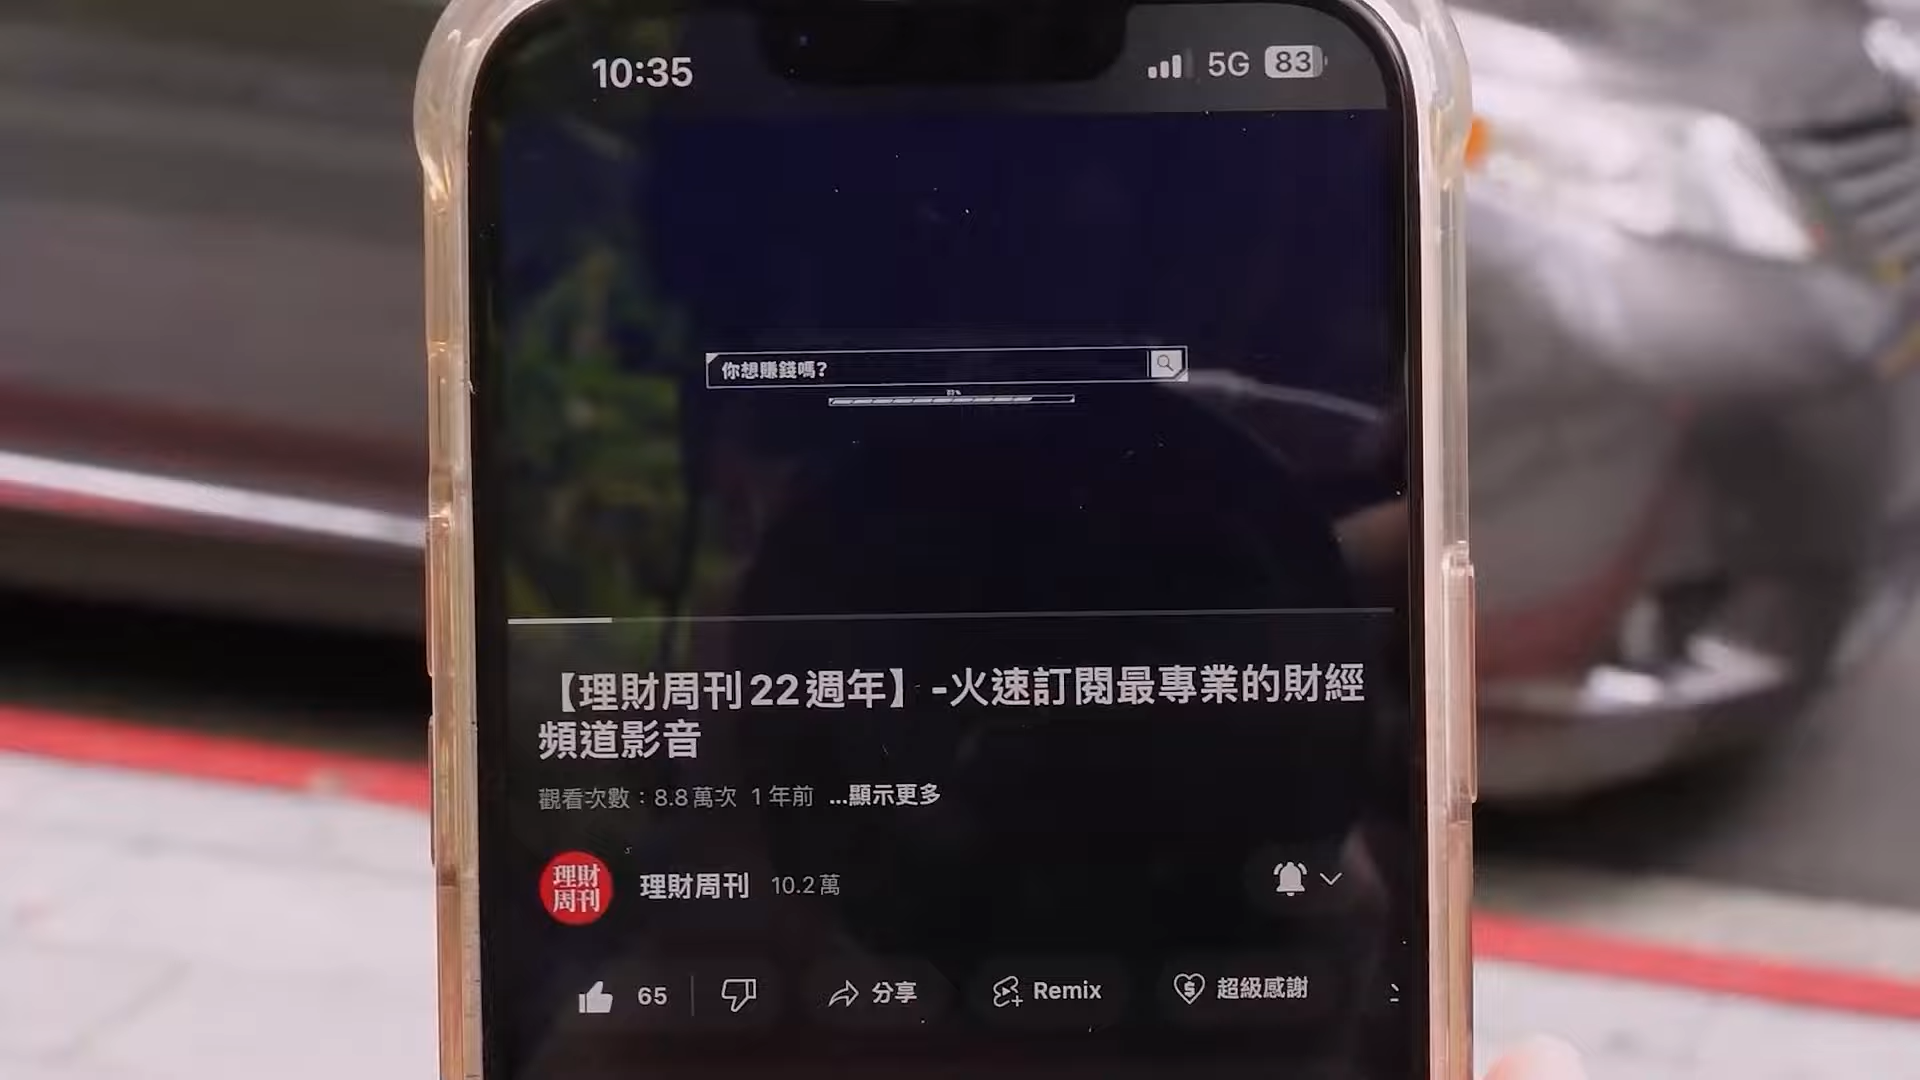 10:35
5G 83
你想賺錢嗎?
【理財周刊22週年】-火速訂閱最專業的財經
頻道影音
觀看次數：8.8萬次 1年前 ...顯示更多
理財
周刊
理財周刊 10.2萬
65 分享 Remix 超級感謝